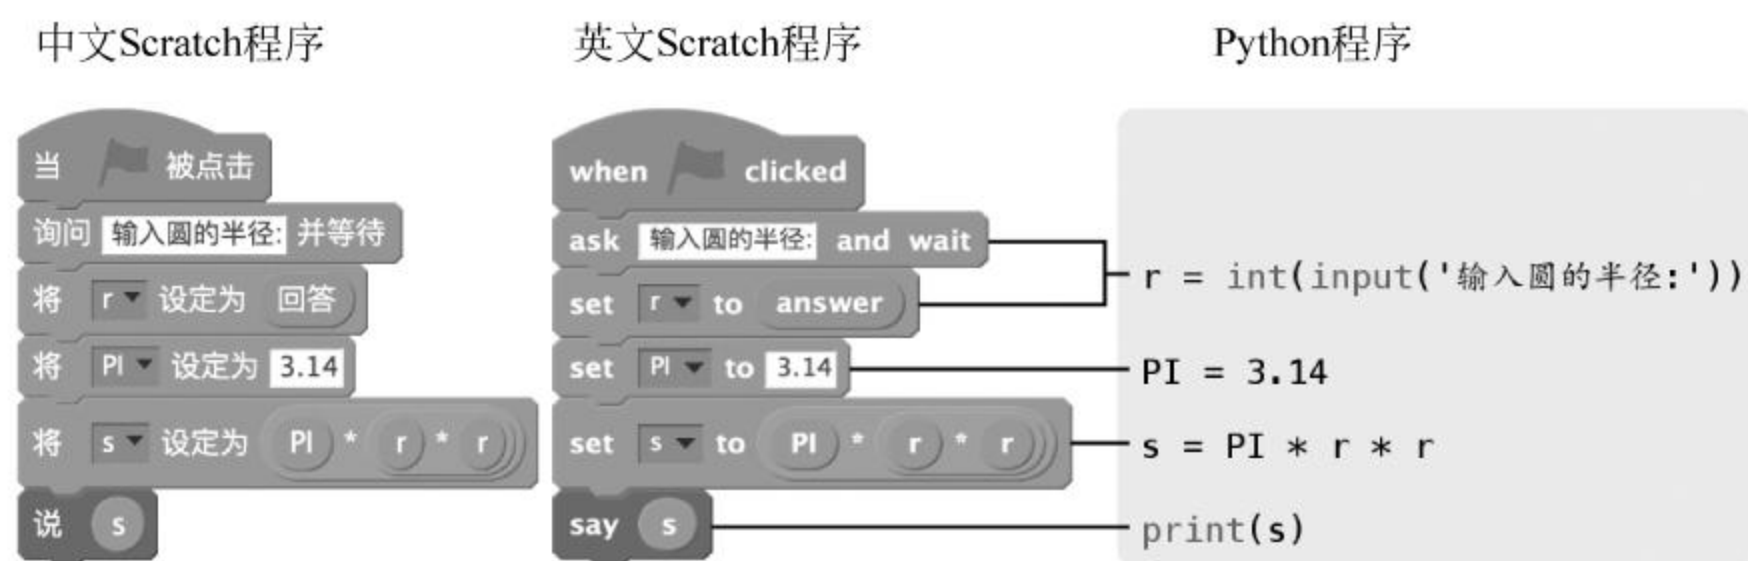 中文Scratch程序
英文Scratch程序
Python程序
当 被点击
询问 输入圆的半径: 并等待
将 r 设定为 回答
将 PI 设定为 3.14
将 s 设定为 PI * r * r
说 s
when clicked
ask 输入圆的半径: and wait
set r to answer
set PI to 3.14
set s to PI * r * r
say s
r = int(input('输入圆的半径:'))
PI = 3.14
s = PI * r * r
print(s)